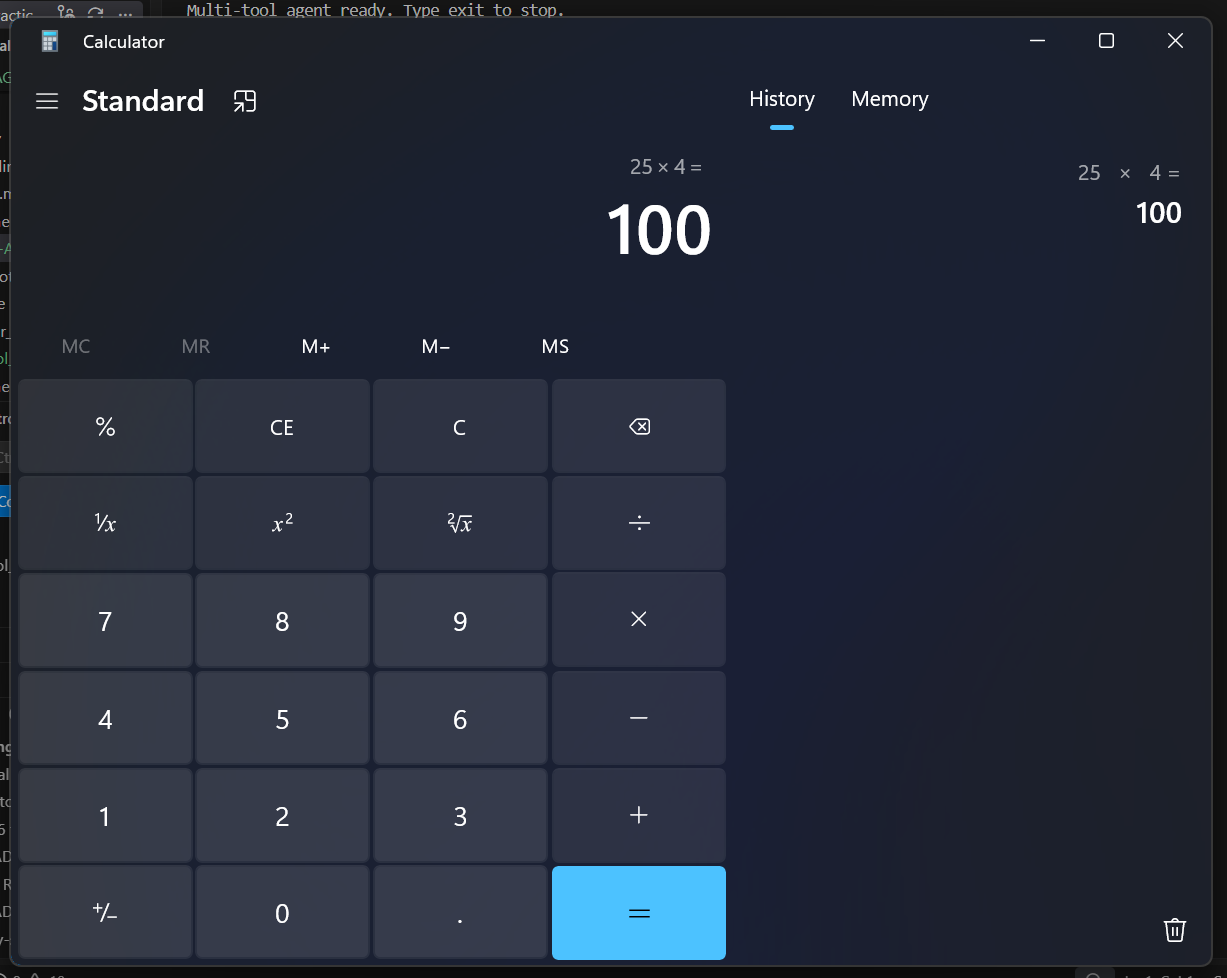 Multi-tool agent ready. Type exit to stop.
Calculator
Standard
History Memory
25 × 4 =
100
25 × 4 =
100
MC MR M+ M− MS
% CE C
¹/x x² ²√x ÷
7 8 9 ×
4 5 6 −
1 2 3 +
+/− 0 . =